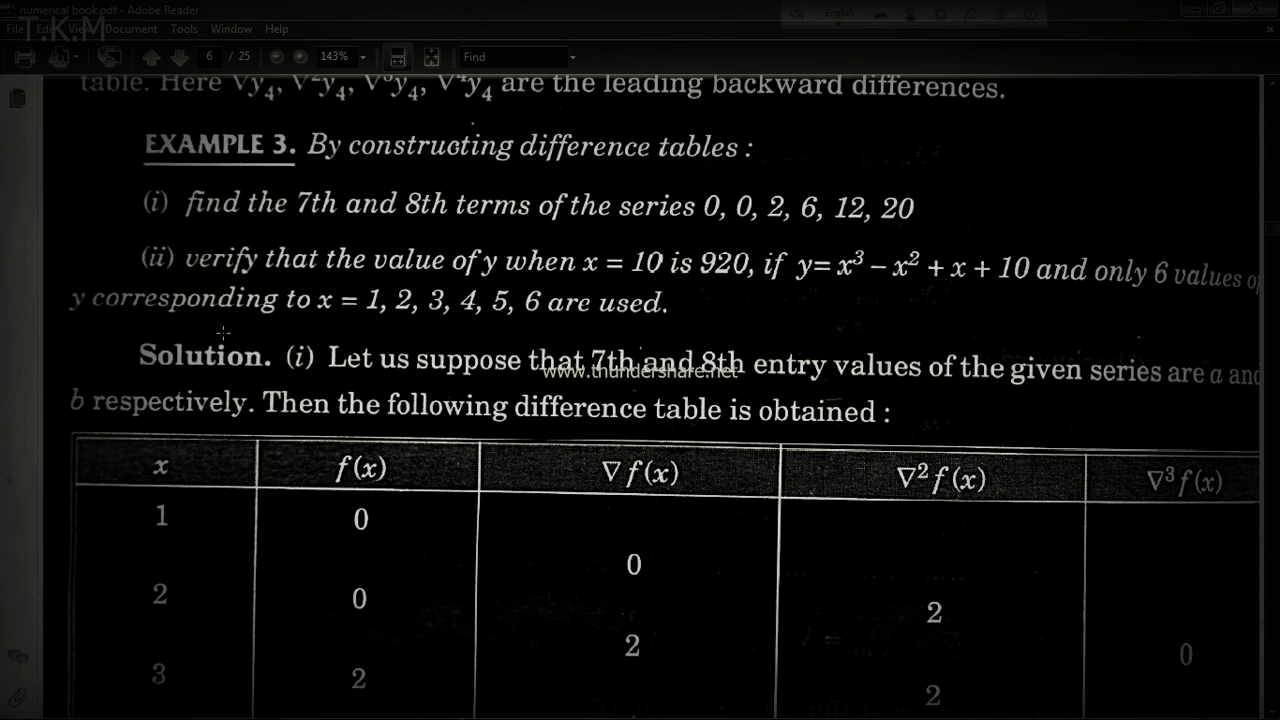 numerical book.pdf - Adobe Reader
T.K.M
English
File Edit View Document Tools Window Help
6 / 25 143% Find
table. Here ∇y₄, ∇²y₄, ∇³y₄, ∇⁴y₄ are the leading backward differences.
EXAMPLE 3. By constructing difference tables :
(i) find the 7th and 8th terms of the series 0, 0, 2, 6, 12, 20
(ii) verify that the value of y when x = 10 is 920, if y= x³ – x² + x + 10 and only 6 values of
y corresponding to x = 1, 2, 3, 4, 5, 6 are used.
Solution. (i) Let us suppose that 7th and 8th entry values of the given series are a and
www.thundershare.net
b respectively. Then the following difference table is obtained :
x f(x) ∇ f(x) ∇² f(x) ∇³ f(x)
1 0
0
2 0 2
2 0
3 2 2